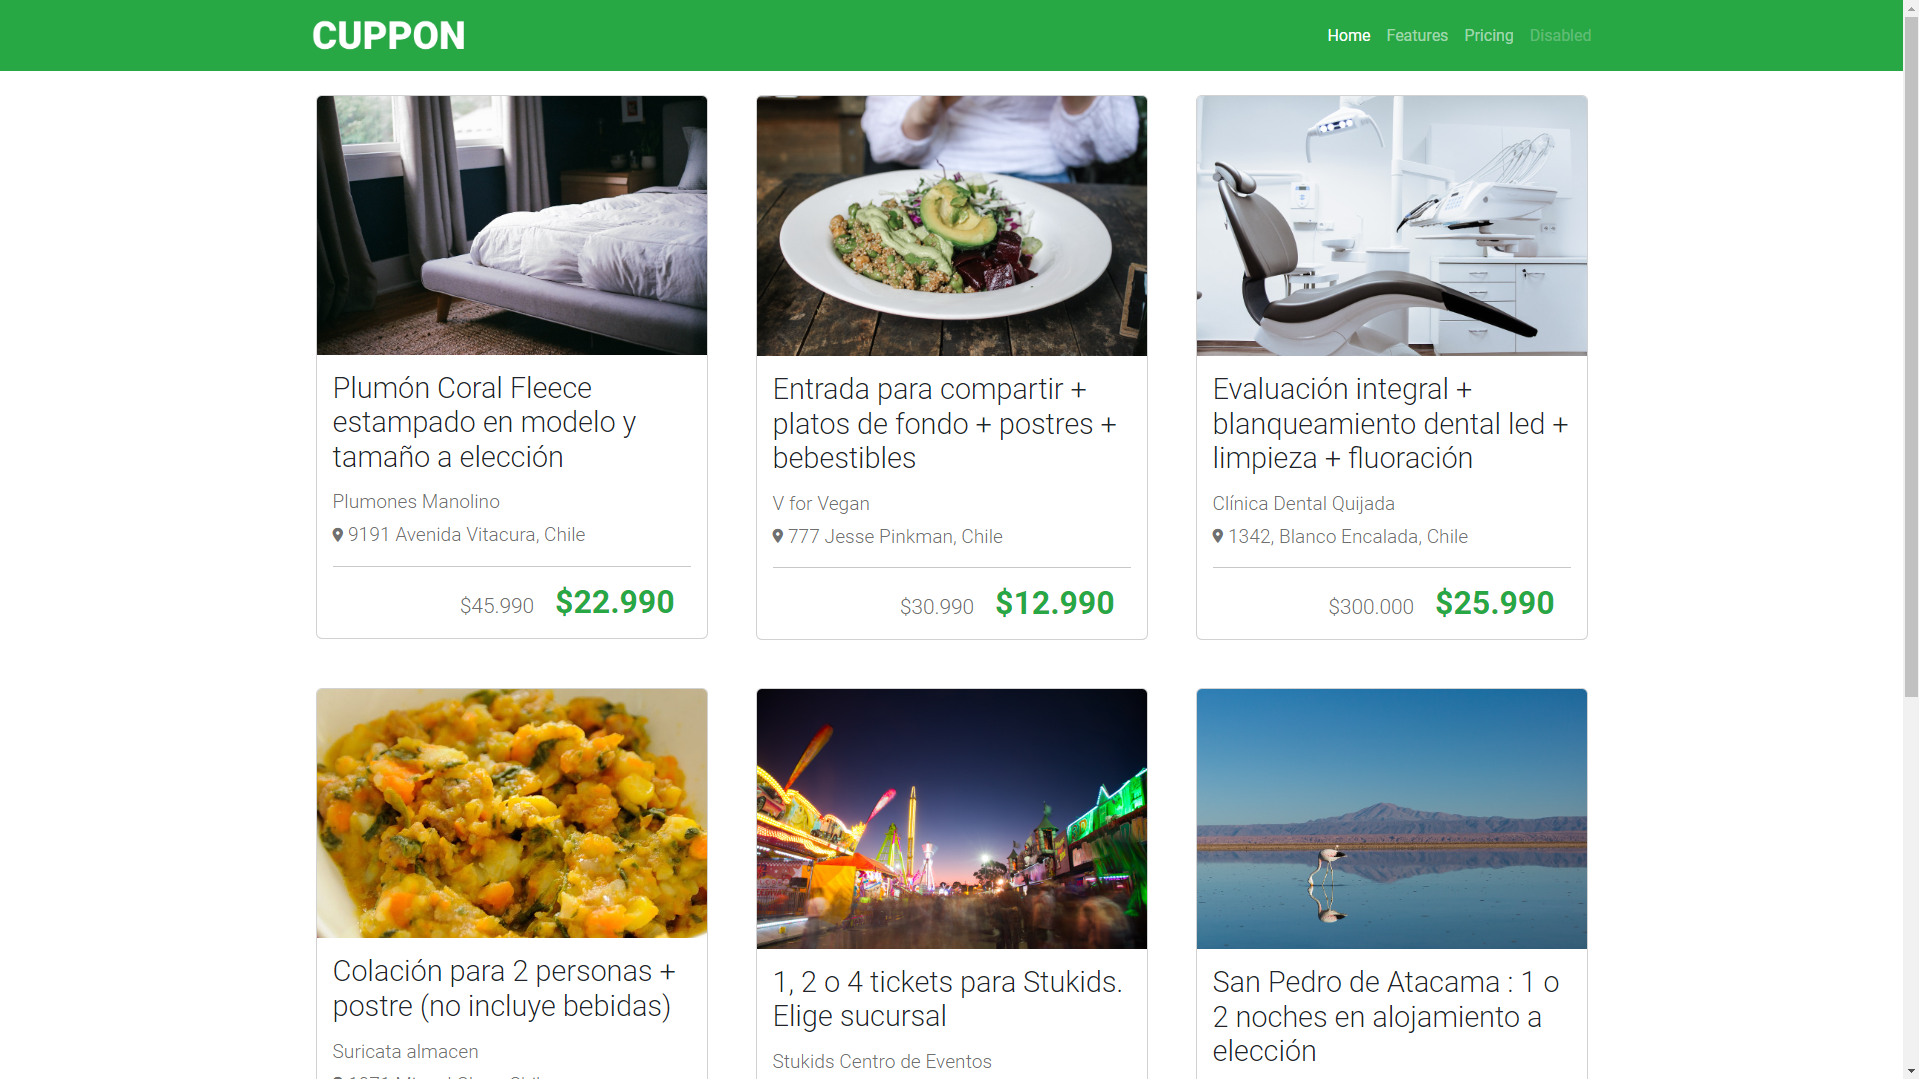 CUPPON
Home Features Pricing Disabled
Plumón Coral Fleece
estampado en modelo y
tamaño a elección
Plumones Manolino
9191 Avenida Vitacura, Chile
$45.990 $22.990
Entrada para compartir +
platos de fondo + postres +
bebestibles
V for Vegan
777 Jesse Pinkman, Chile
$30.990 $12.990
Evaluación integral +
blanqueamiento dental led +
limpieza + fluoración
Clínica Dental Quijada
1342, Blanco Encalada, Chile
$300.000 $25.990
Colación para 2 personas +
postre (no incluye bebidas)
Suricata almacen
1, 2 o 4 tickets para Stukids.
Elige sucursal
Stukids Centro de Eventos
San Pedro de Atacama : 1 o
2 noches en alojamiento a
elección